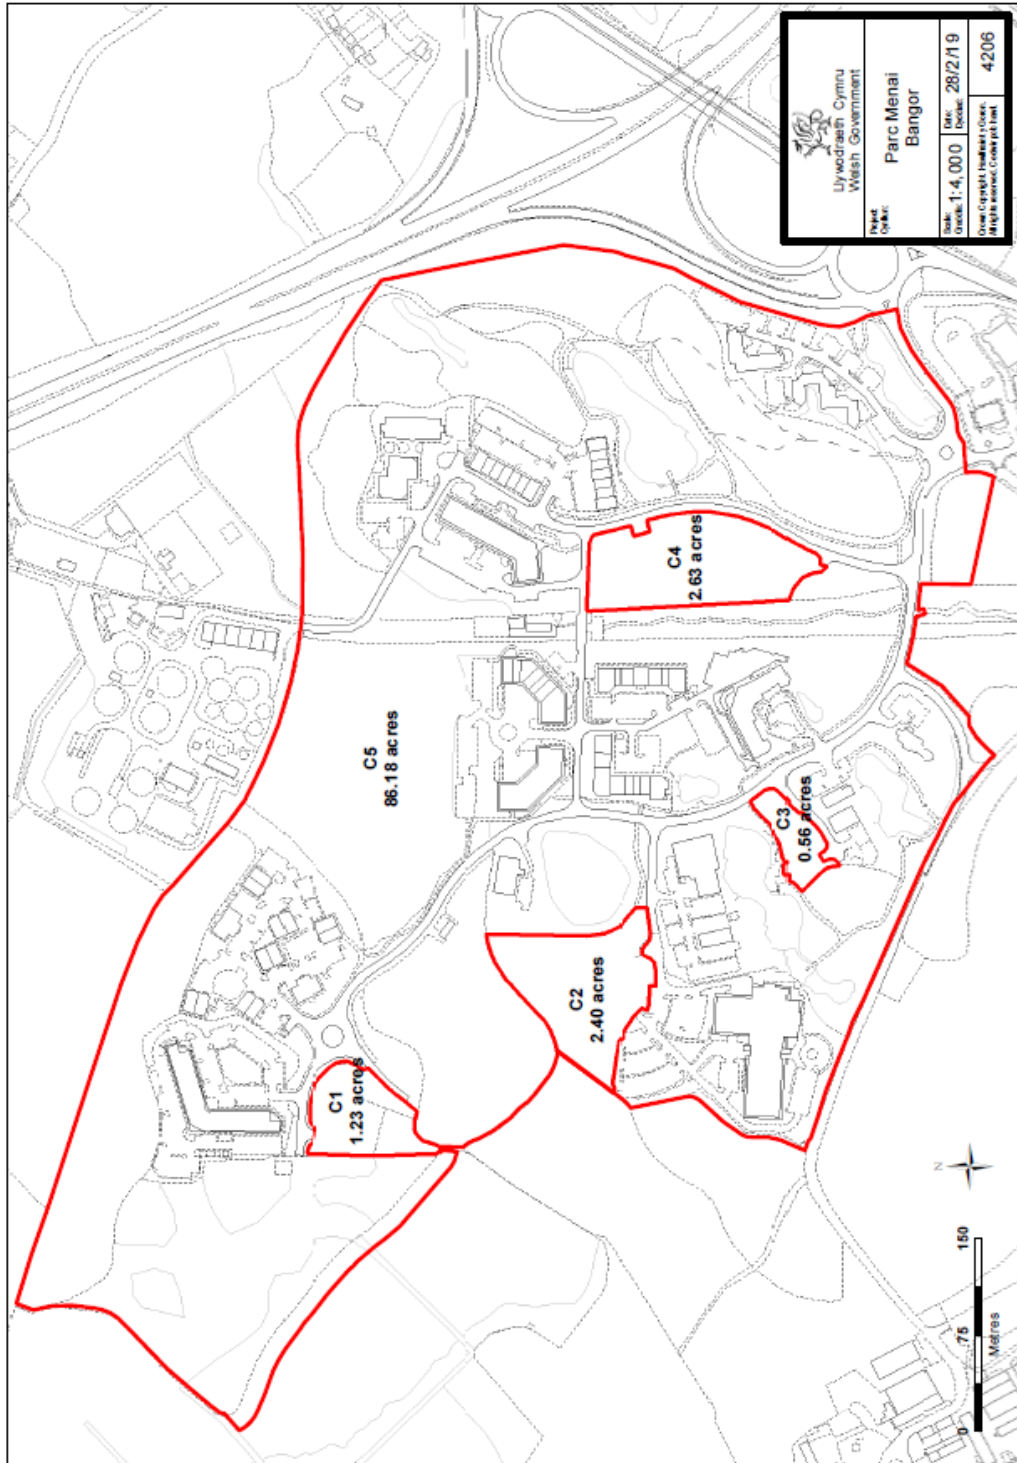 C1
1.23 acres
C2
2.40 acres
C5
86.18 acres
C3
0.56 acres
C4
2.63 acres
0 75 150
Metres
N
Llywodraeth Cymru
Welsh Government
Project:
Parc Menai
Bangor
Scale: 1:4,000
Date: 28/2/19
4206